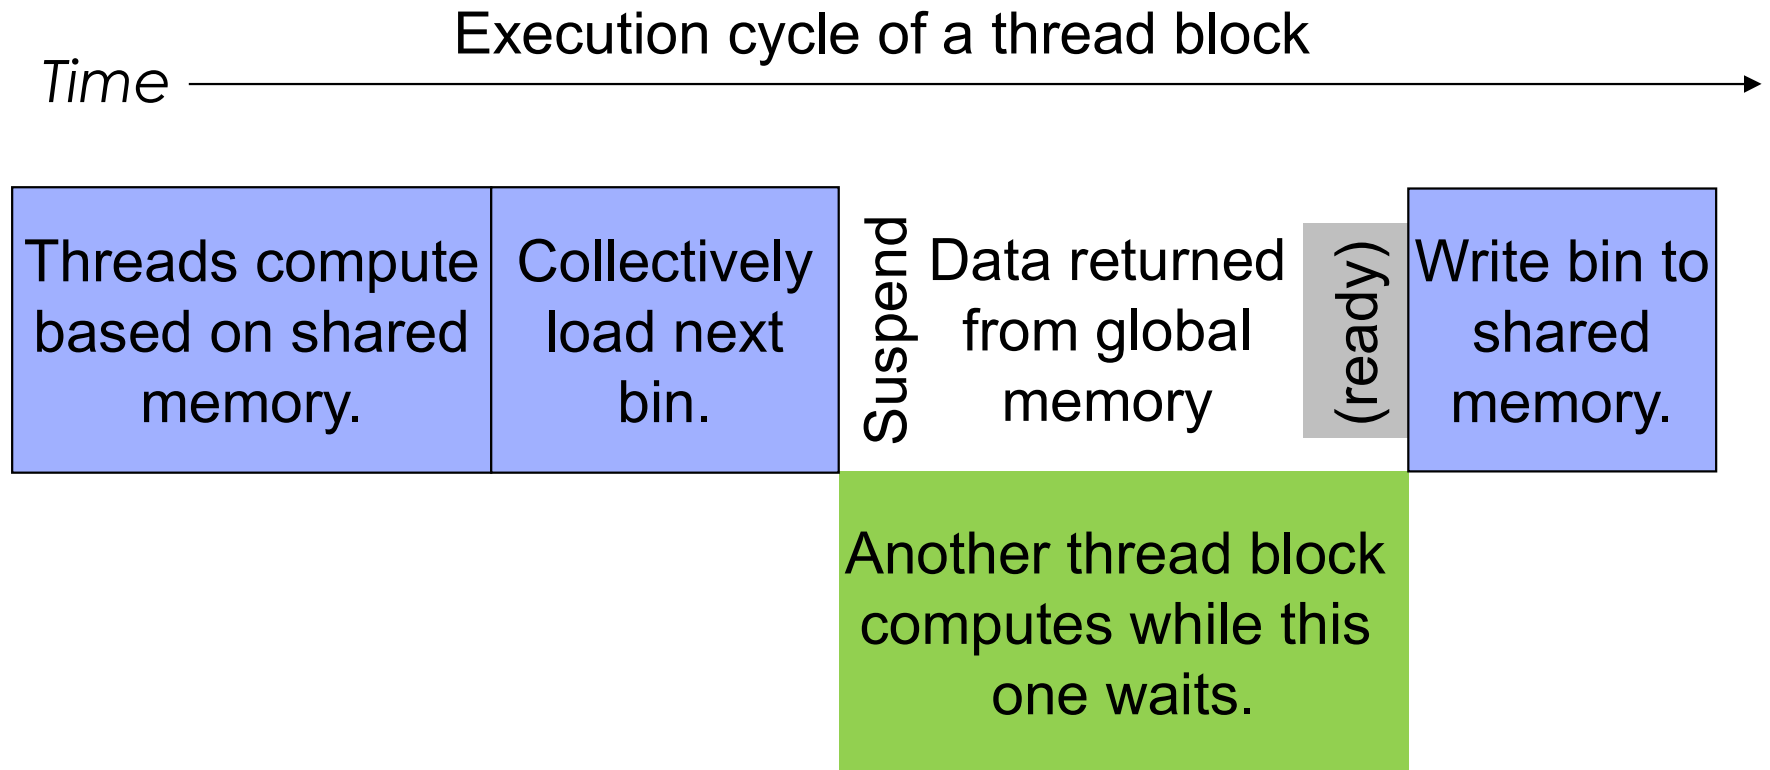 Execution cycle of a thread block
Time
Threads compute
based on shared
memory.
Collectively
load next
bin.
Suspend
Data returned
from global
memory
(ready)
Write bin to
shared
memory.
Another thread block
computes while this
one waits.